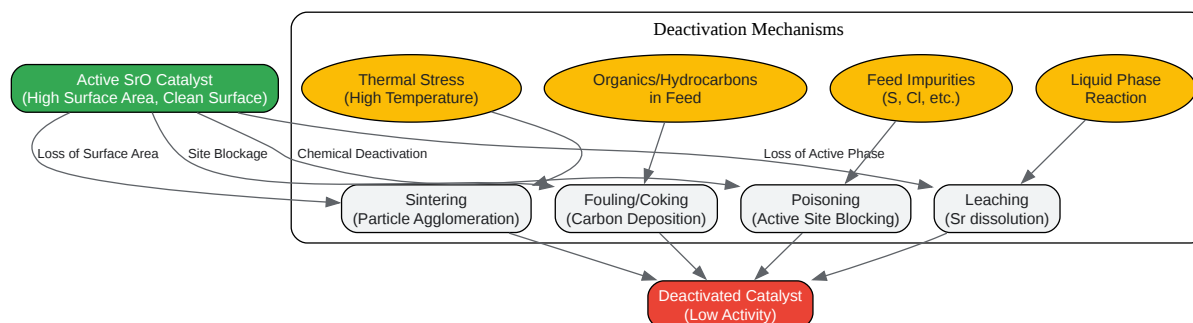 Deactivation Mechanisms
Active SrO Catalyst
(High Surface Area, Clean Surface)
Thermal Stress
(High Temperature)
Organics/Hydrocarbons
in Feed
Feed Impurities
(S, Cl, etc.)
Liquid Phase
Reaction
Loss of Surface Area
Site Blockage
Chemical Deactivation
Loss of Active Phase
Sintering
(Particle Agglomeration)
Fouling/Coking
(Carbon Deposition)
Poisoning
(Active Site Blocking)
Leaching
(Sr dissolution)
Deactivated Catalyst
(Low Activity)